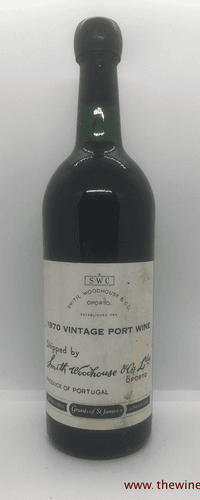 SWC
SMITH, WOODHOUSE & CO.
OPORTO.
1970 VINTAGE PORT WINE
Shipped by
Smith Woodhouse & Co. Lda
OPORTO
PRODUCE OF PORTUGAL
Grants of St James's
www.thewine